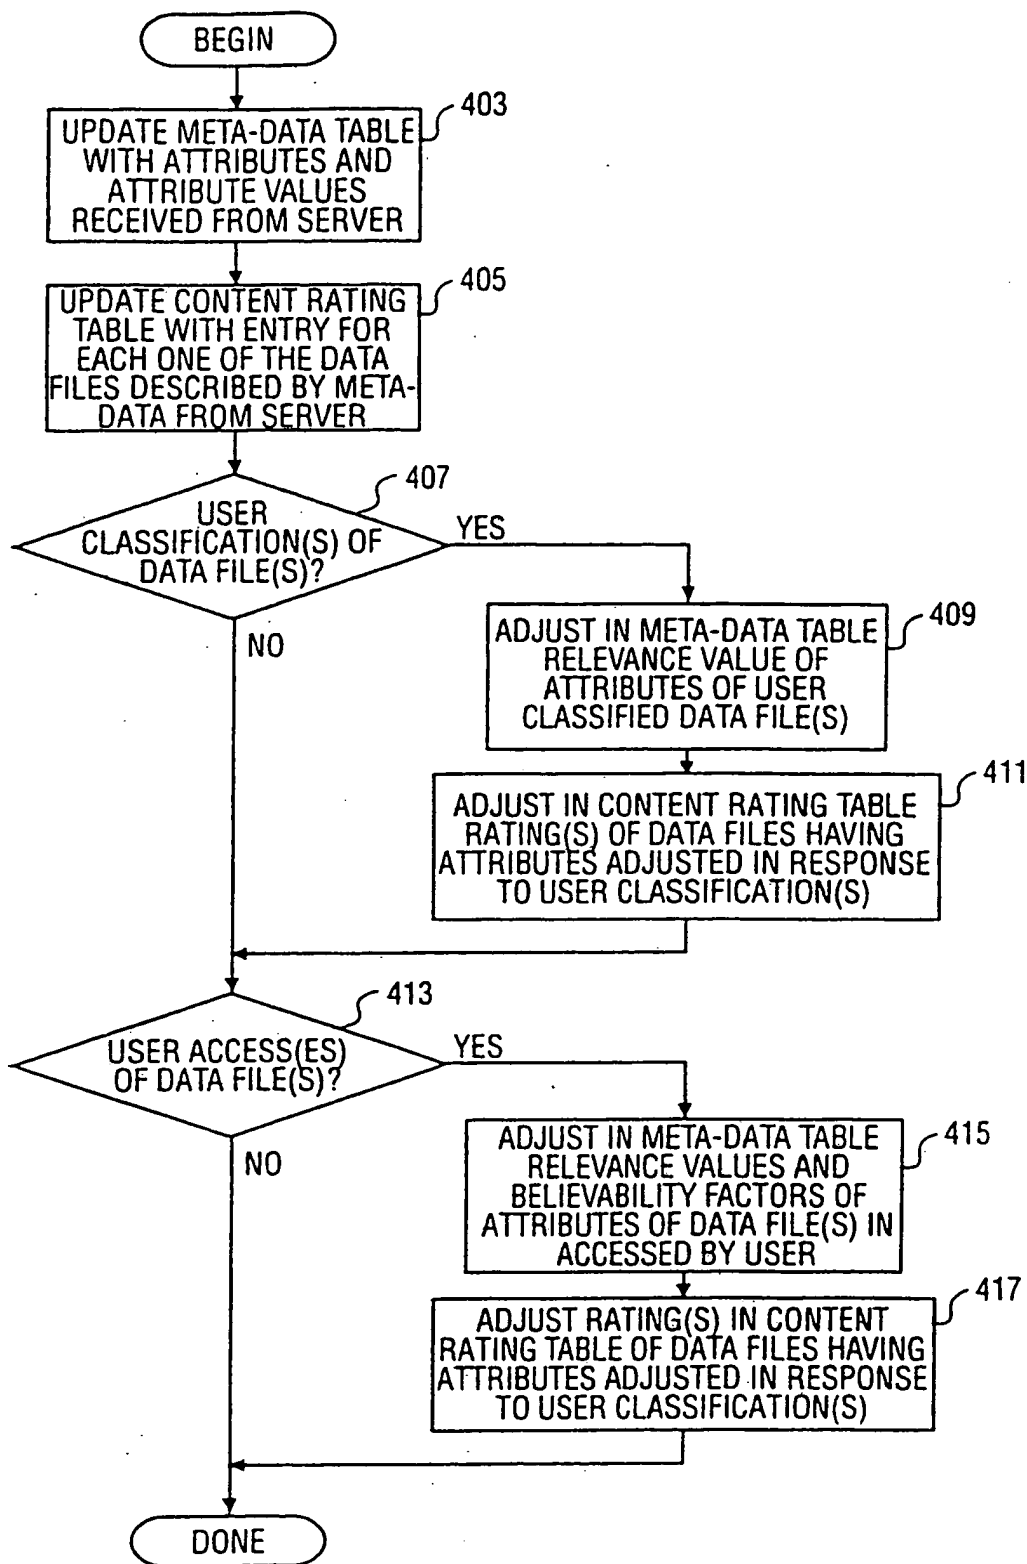 BEGIN
403
UPDATE META-DATA TABLE
WITH ATTRIBUTES AND
ATTRIBUTE VALUES
RECEIVED FROM SERVER
405
UPDATE CONTENT RATING
TABLE WITH ENTRY FOR
EACH ONE OF THE DATA
FILES DESCRIBED BY META-
DATA FROM SERVER
407
USER
CLASSIFICATION(S) OF
DATA FILE(S)?
YES
NO
409
ADJUST IN META-DATA TABLE
RELEVANCE VALUE OF
ATTRIBUTES OF USER
CLASSIFIED DATA FILE(S)
411
ADJUST IN CONTENT RATING TABLE
RATING(S) OF DATA FILES HAVING
ATTRIBUTES ADJUSTED IN RESPONSE
TO USER CLASSIFICATION(S)
413
USER ACCESS(ES)
OF DATA FILE(S)?
YES
NO
415
ADJUST IN META-DATA TABLE
RELEVANCE VALUES AND
BELIEVABILITY FACTORS OF
ATTRIBUTES OF DATA FILE(S) IN
ACCESSED BY USER
417
ADJUST RATING(S) IN CONTENT
RATING TABLE OF DATA FILES HAVING
ATTRIBUTES ADJUSTED IN RESPONSE
TO USER CLASSIFICATION(S)
DONE